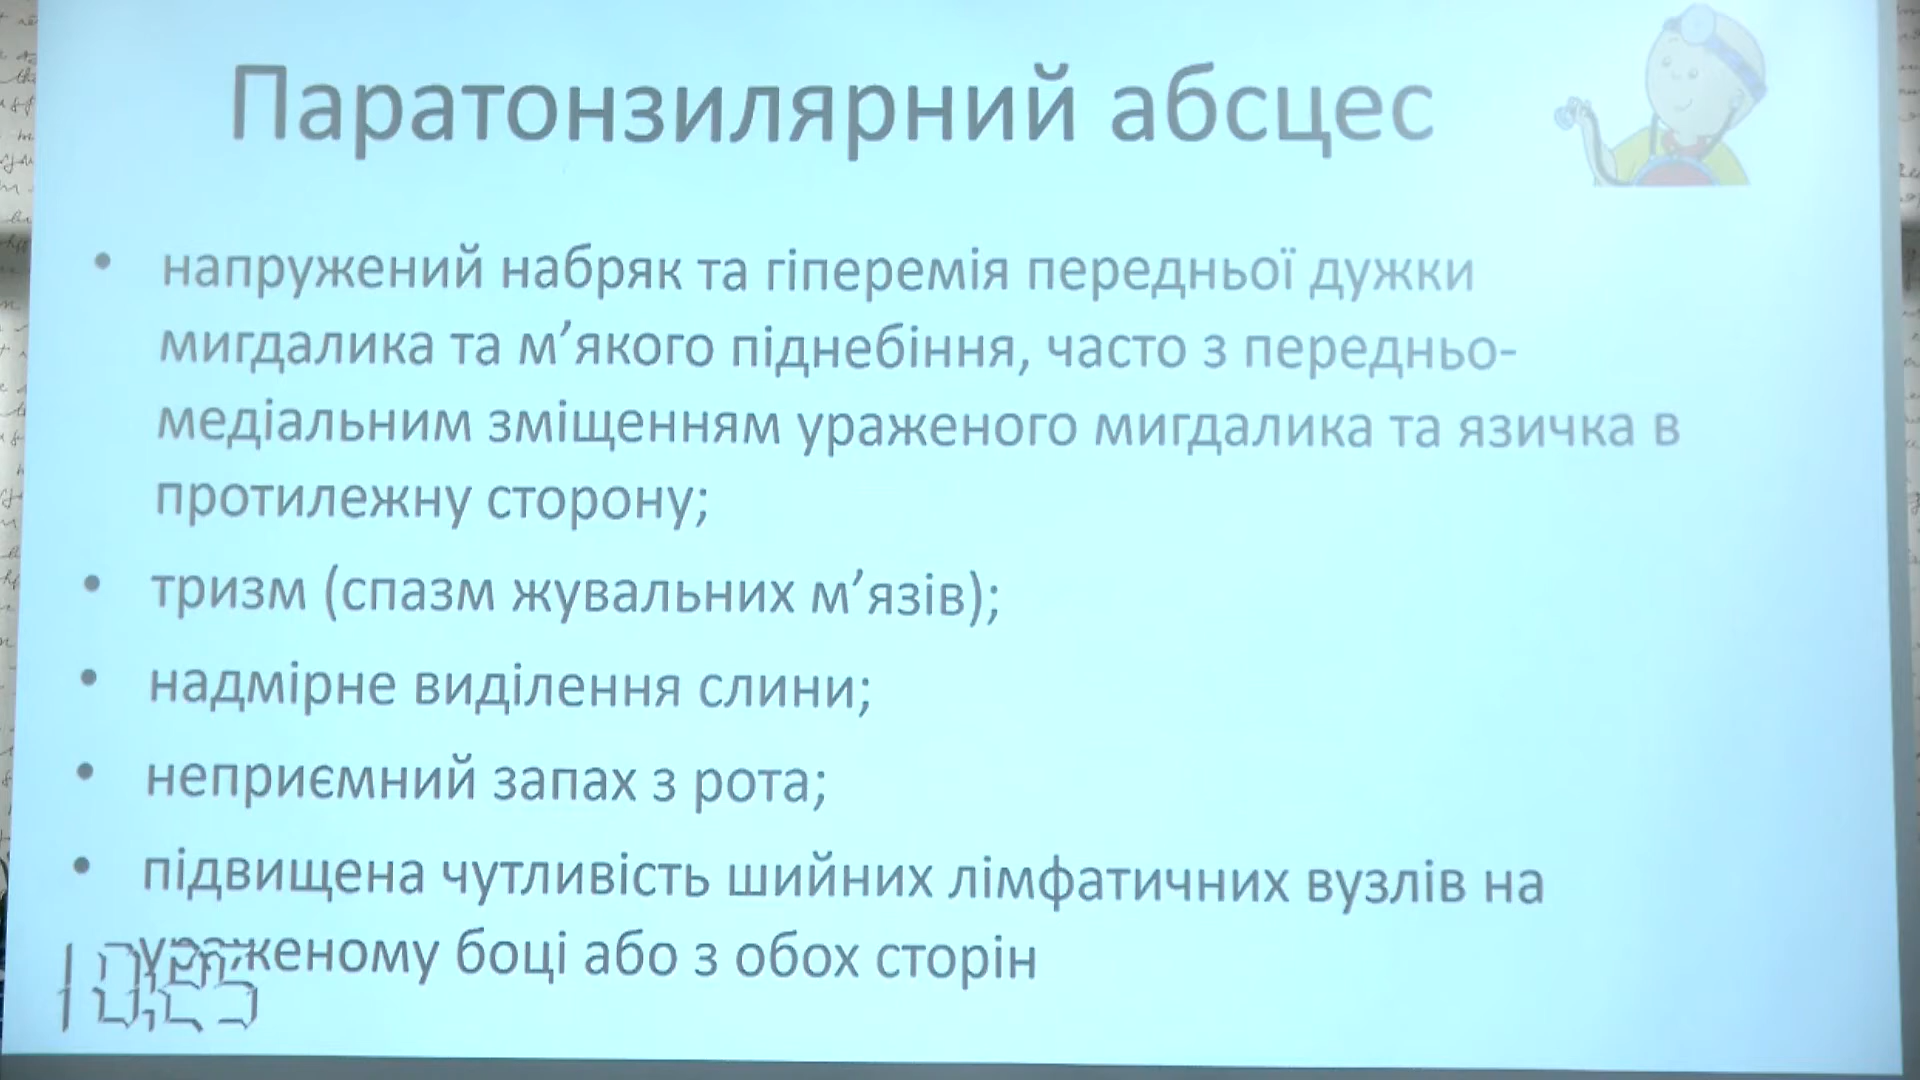 Паратонзилярний абсцес
• напружений набряк та гіперемія передньої дужки
мигдалика та м’якого піднебіння, часто з передньо-
медіальним зміщенням ураженого мигдалика та язичка в
протилежну сторону;
• тризм (спазм жувальних м’язів);
• надмірне виділення слини;
• неприємний запах з рота;
• підвищена чутливість шийних лімфатичних вузлів на
ураженому боці або з обох сторін